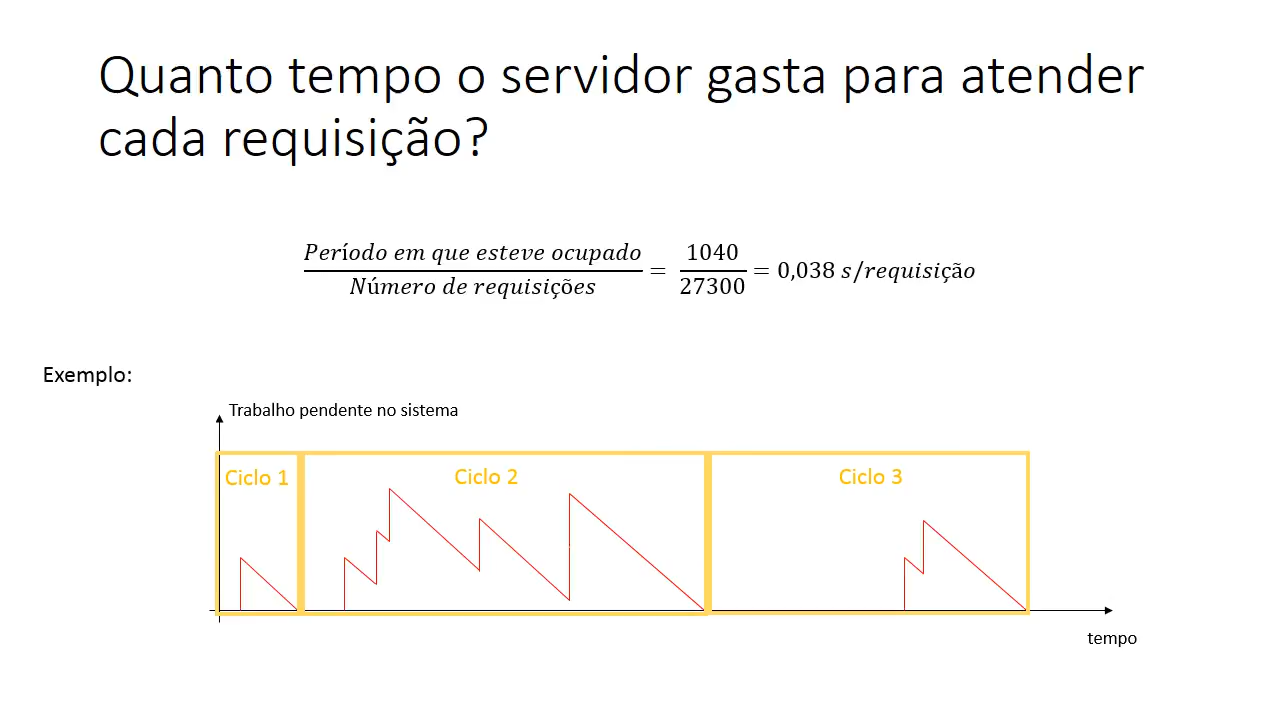 Quanto tempo o servidor gasta para atender
cada requisição?
Período em que esteve ocupado
Número de requisições
= 1040
27300
= 0,038 s/requisição
Exemplo:
Trabalho pendente no sistema
Ciclo 1
Ciclo 2
Ciclo 3
tempo